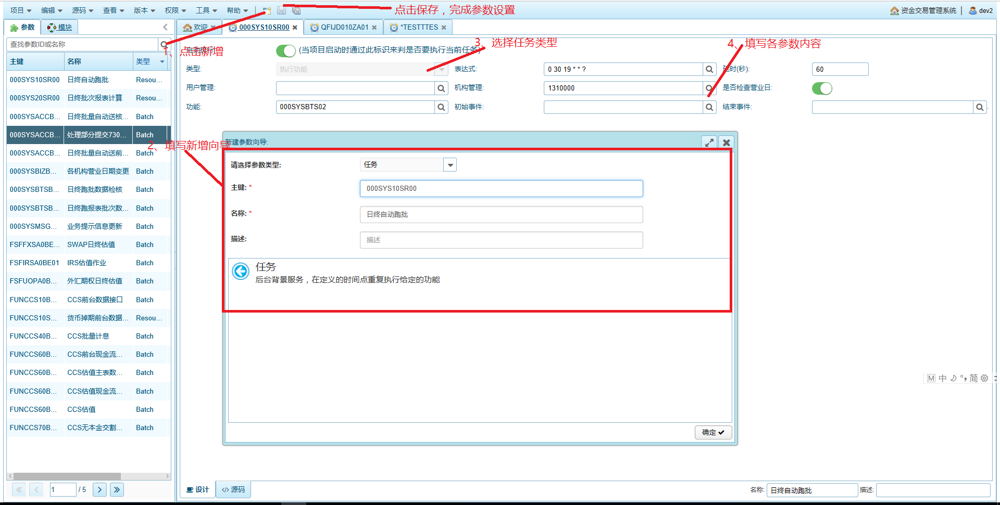 项目 编辑 源码 查看 版本 权限 工具 帮助 点击保存，完成参数设置 资金交易管理系统 dev2
参数 模块 欢迎 000SYS10SR00 QFIJD010ZA01 *TESTTTES
查找参数ID或名称
1、点击新增
(当项目启动时通过此标识来判是否要执行当前任务)
3、选择任务类型
4、填写各参数内容
主键 名称 类型
类型: 执行功能 表达式: 0 30 19 * * ? 延时(秒): 60
用户管理: 机构管理: 1310000 是否检查营业日:
功能: 000SYSBTS02 初始事件: 结束事件:
000SYS10SR00 日终自动跑批 Resou...
000SYS20SR00 日终批次报表计算 Resou...
000SYSACCB... 日终批量自动送核... Batch
000SYSACCB... 处理部分提交730... Batch
000SYSACCB... 日终批量自动送前... Batch
000SYSBIZB... 各机构营业日期变更 Batch
000SYSBTSB... 日终跑批数据检核 Batch
000SYSBTSB... 日终跑报表批次数... Batch
000SYSMSG... 业务提示信息更新 Batch
FSFFXSA0BE... SWAP日终估值 Batch
FSFIRSA0BE01 IRS估值作业 Batch
FSFUOPA0B... 外汇期权日终估值 Batch
FUNCCS10B... CCS前台数据接口 Batch
FUNCCS10S... 货币掉期前台数据... Resou...
FUNCCS40B... CCS批量计息 Batch
FUNCCS60B... CCS前台现金流... Batch
FUNCCS60B... CCS估值主表数... Batch
FUNCCS60B... CCS估值现金流... Batch
FUNCCS60B... CCS估值 Batch
FUNCCS70B... CCS无本金交割... Batch
2、填写新增向导
新建参数向导:
请选择参数类型: 任务
主键: * 000SYS10SR00
名称: * 日终自动跑批
描述: 描述
任务
后台背景服务，在定义的时间点重复执行给定的功能
确定
M 中 简
1 / 5
设计 </> 源码
名称: 日终自动跑批 描述: